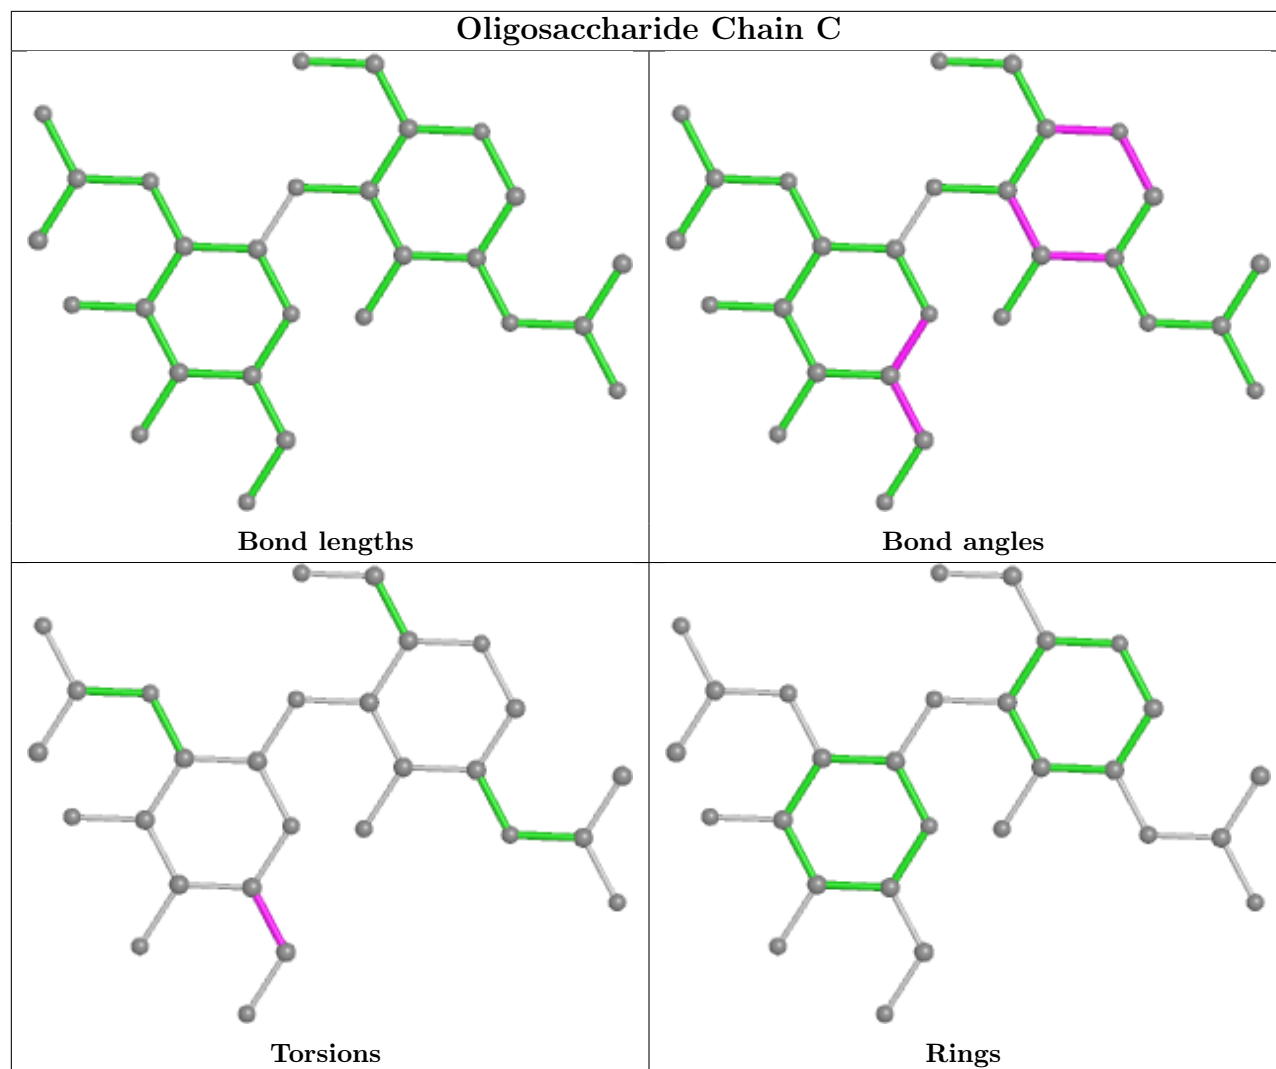 Oligosaccharide Chain C
Bond lengths
Bond angles
Torsions
Rings